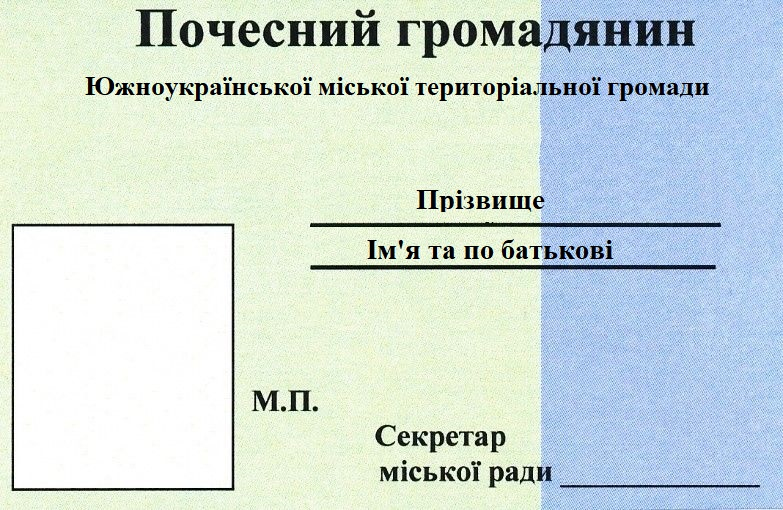 Почесний громадянин
Южноукраїнської міської територіальної громади
Прізвище
Ім'я та по батькові
М.П.
Секретар
міської ради